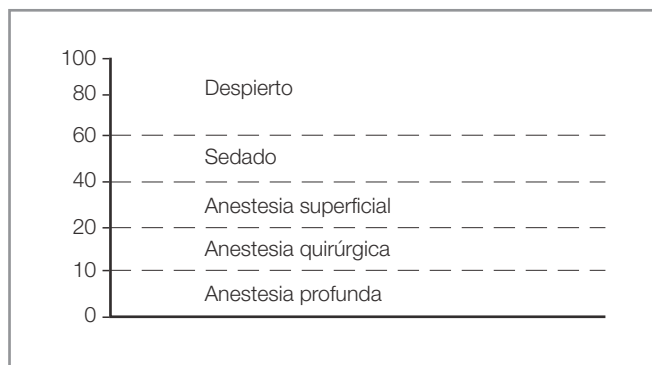 100
80
Despierto
60
Sedado
40
Anestesia superficial
20
Anestesia quirúrgica
10
Anestesia profunda
0